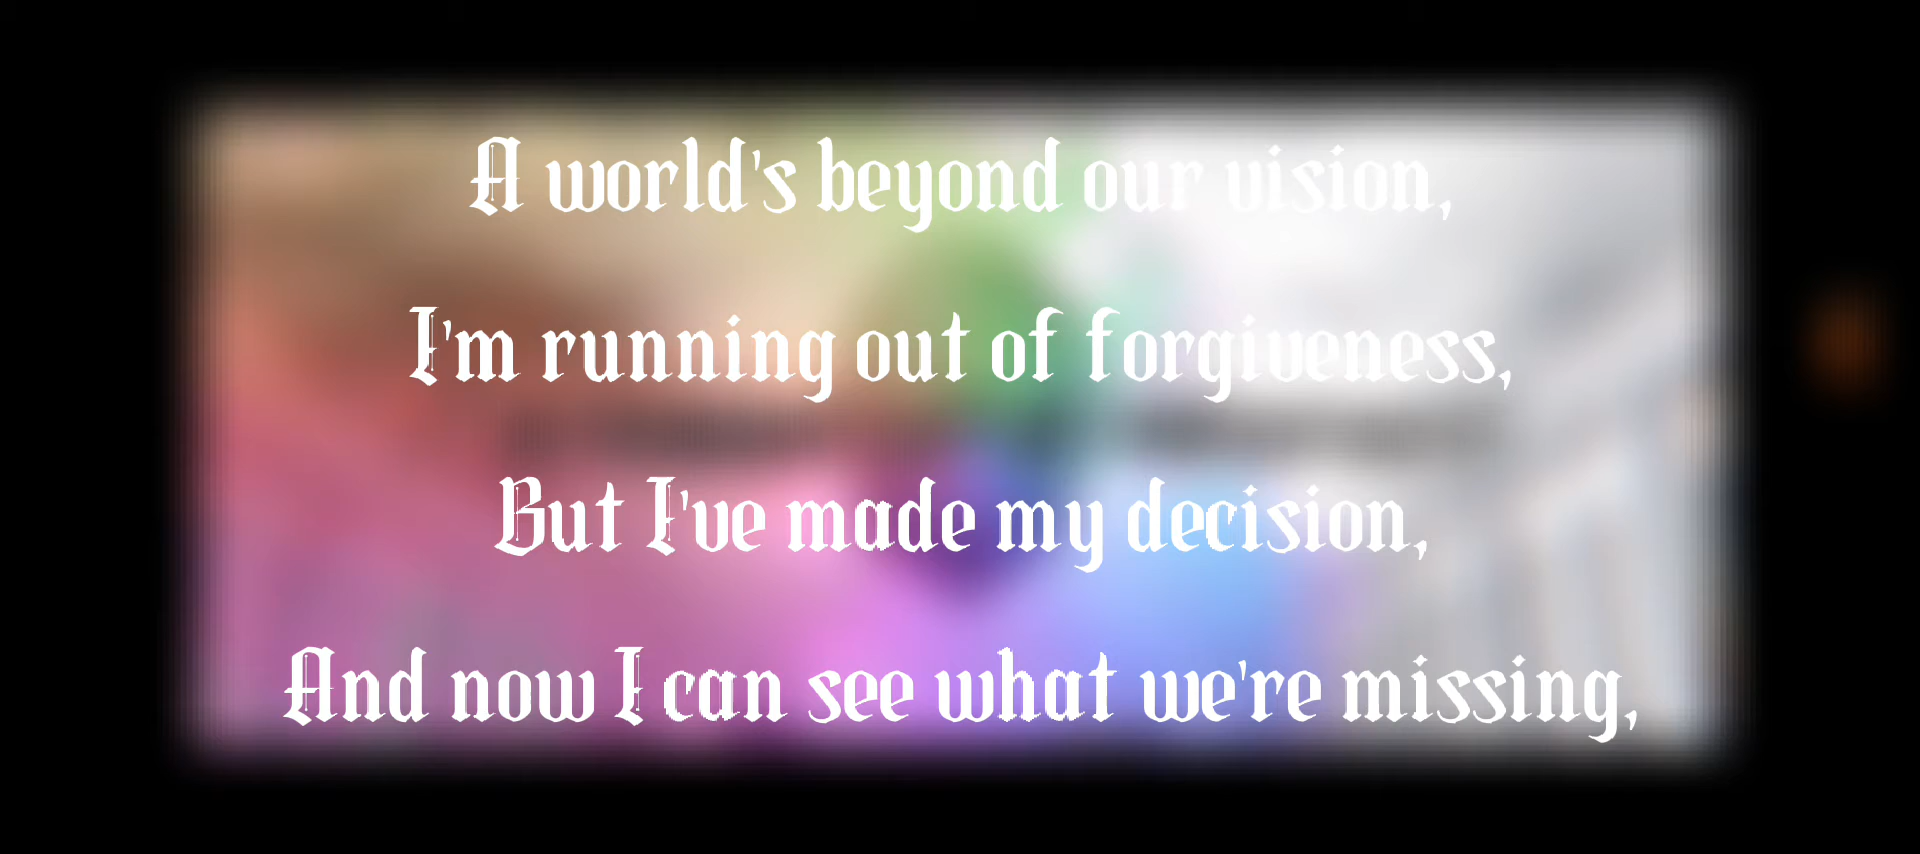 A world's beyond our vision,
I'm running out of forgiveness,
But I've made my decision,
And now I can see what we're missing,